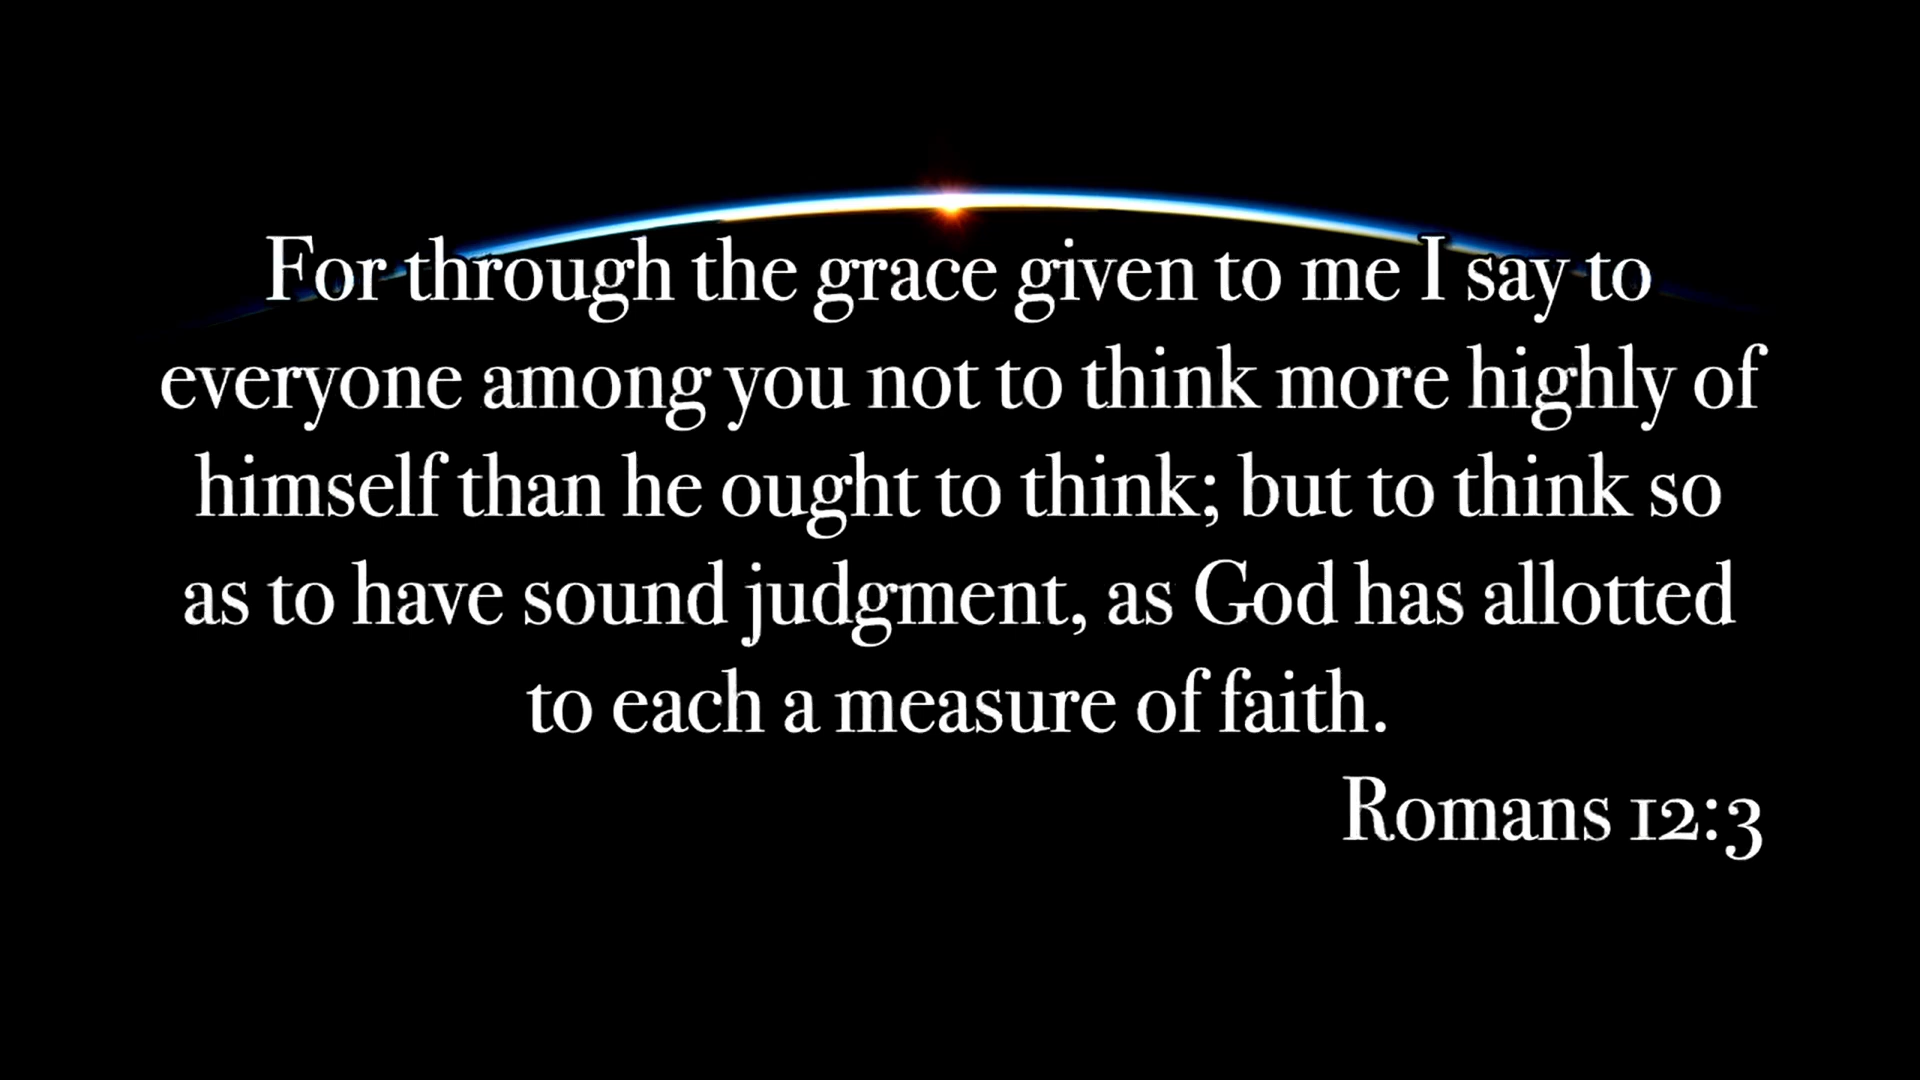 For through the grace given to me I say to
everyone among you not to think more highly of
himself than he ought to think; but to think so
as to have sound judgment, as God has allotted
to each a measure of faith.
Romans 12:3